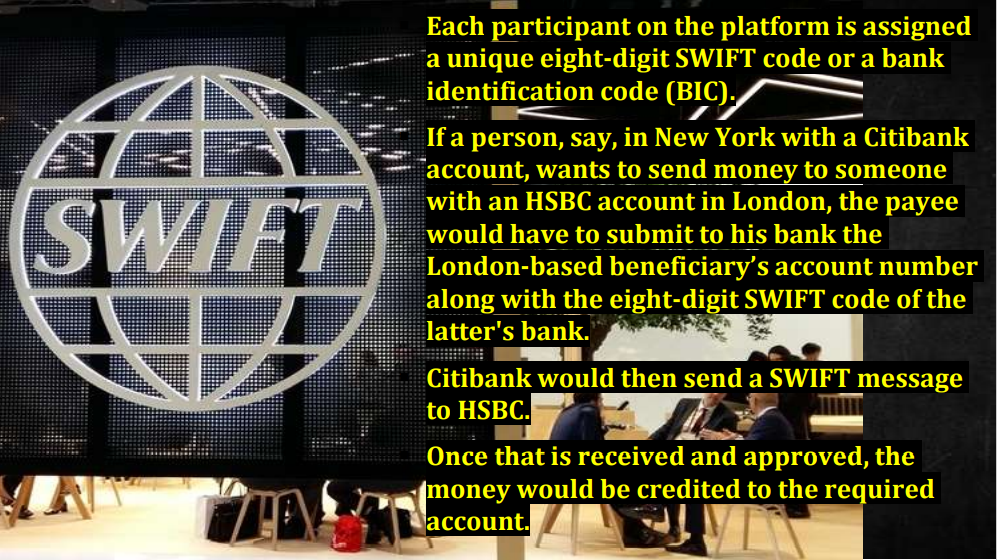 SWIFT
Each participant on the platform is assigned
a unique eight-digit SWIFT code or a bank
identification code (BIC).
If a person, say, in New York with a Citibank
account, wants to send money to someone
with an HSBC account in London, the payee
would have to submit to his bank the
London-based beneficiary’s account number
along with the eight-digit SWIFT code of the
latter's bank.
Citibank would then send a SWIFT message
to HSBC.
Once that is received and approved, the
money would be credited to the required
account.